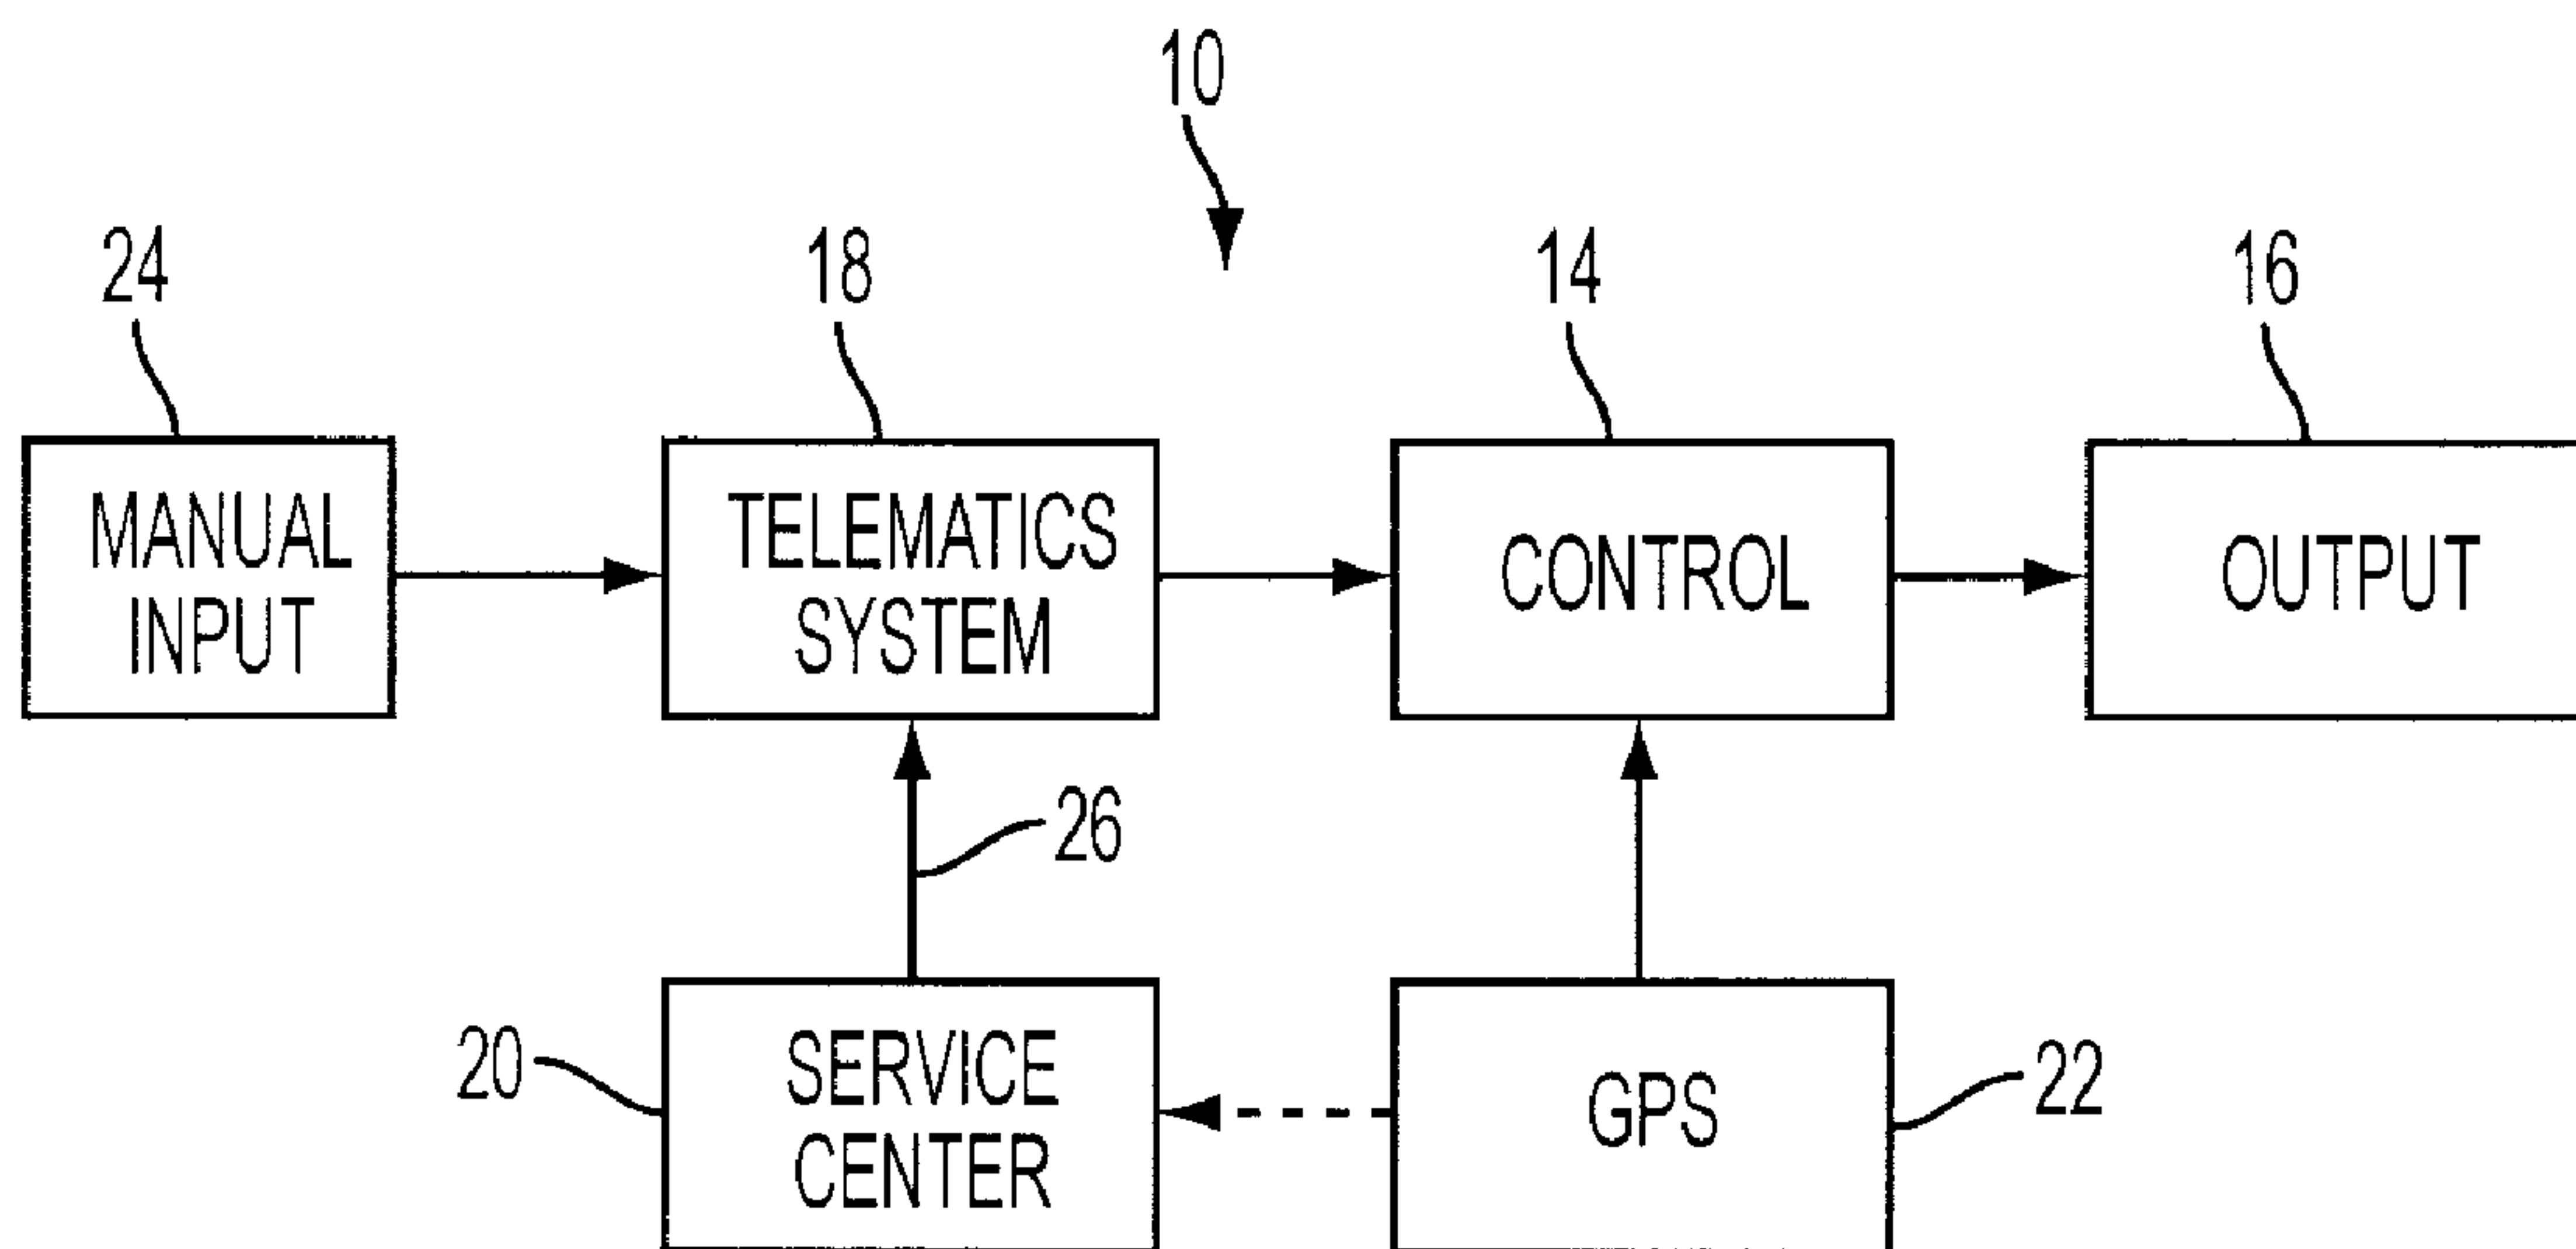 10
24
18
14
16
MANUAL
INPUT
TELEMATICS
SYSTEM
CONTROL
OUTPUT
26
20
SERVICE
CENTER
GPS
22